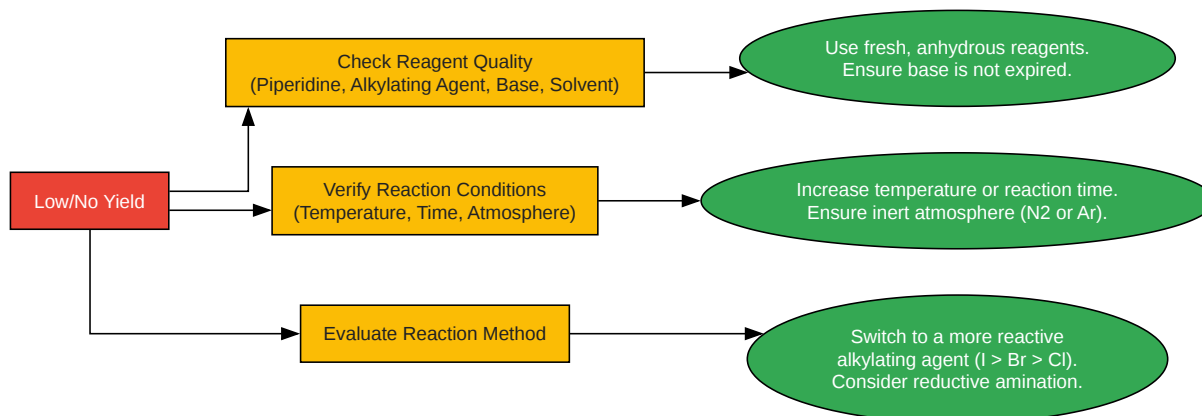 Low/No Yield
Check Reagent Quality
(Piperidine, Alkylating Agent, Base, Solvent)
Use fresh, anhydrous reagents.
Ensure base is not expired.
Verify Reaction Conditions
(Temperature, Time, Atmosphere)
Increase temperature or reaction time.
Ensure inert atmosphere (N2 or Ar).
Evaluate Reaction Method
Switch to a more reactive
alkylating agent (I > Br > Cl).
Consider reductive amination.